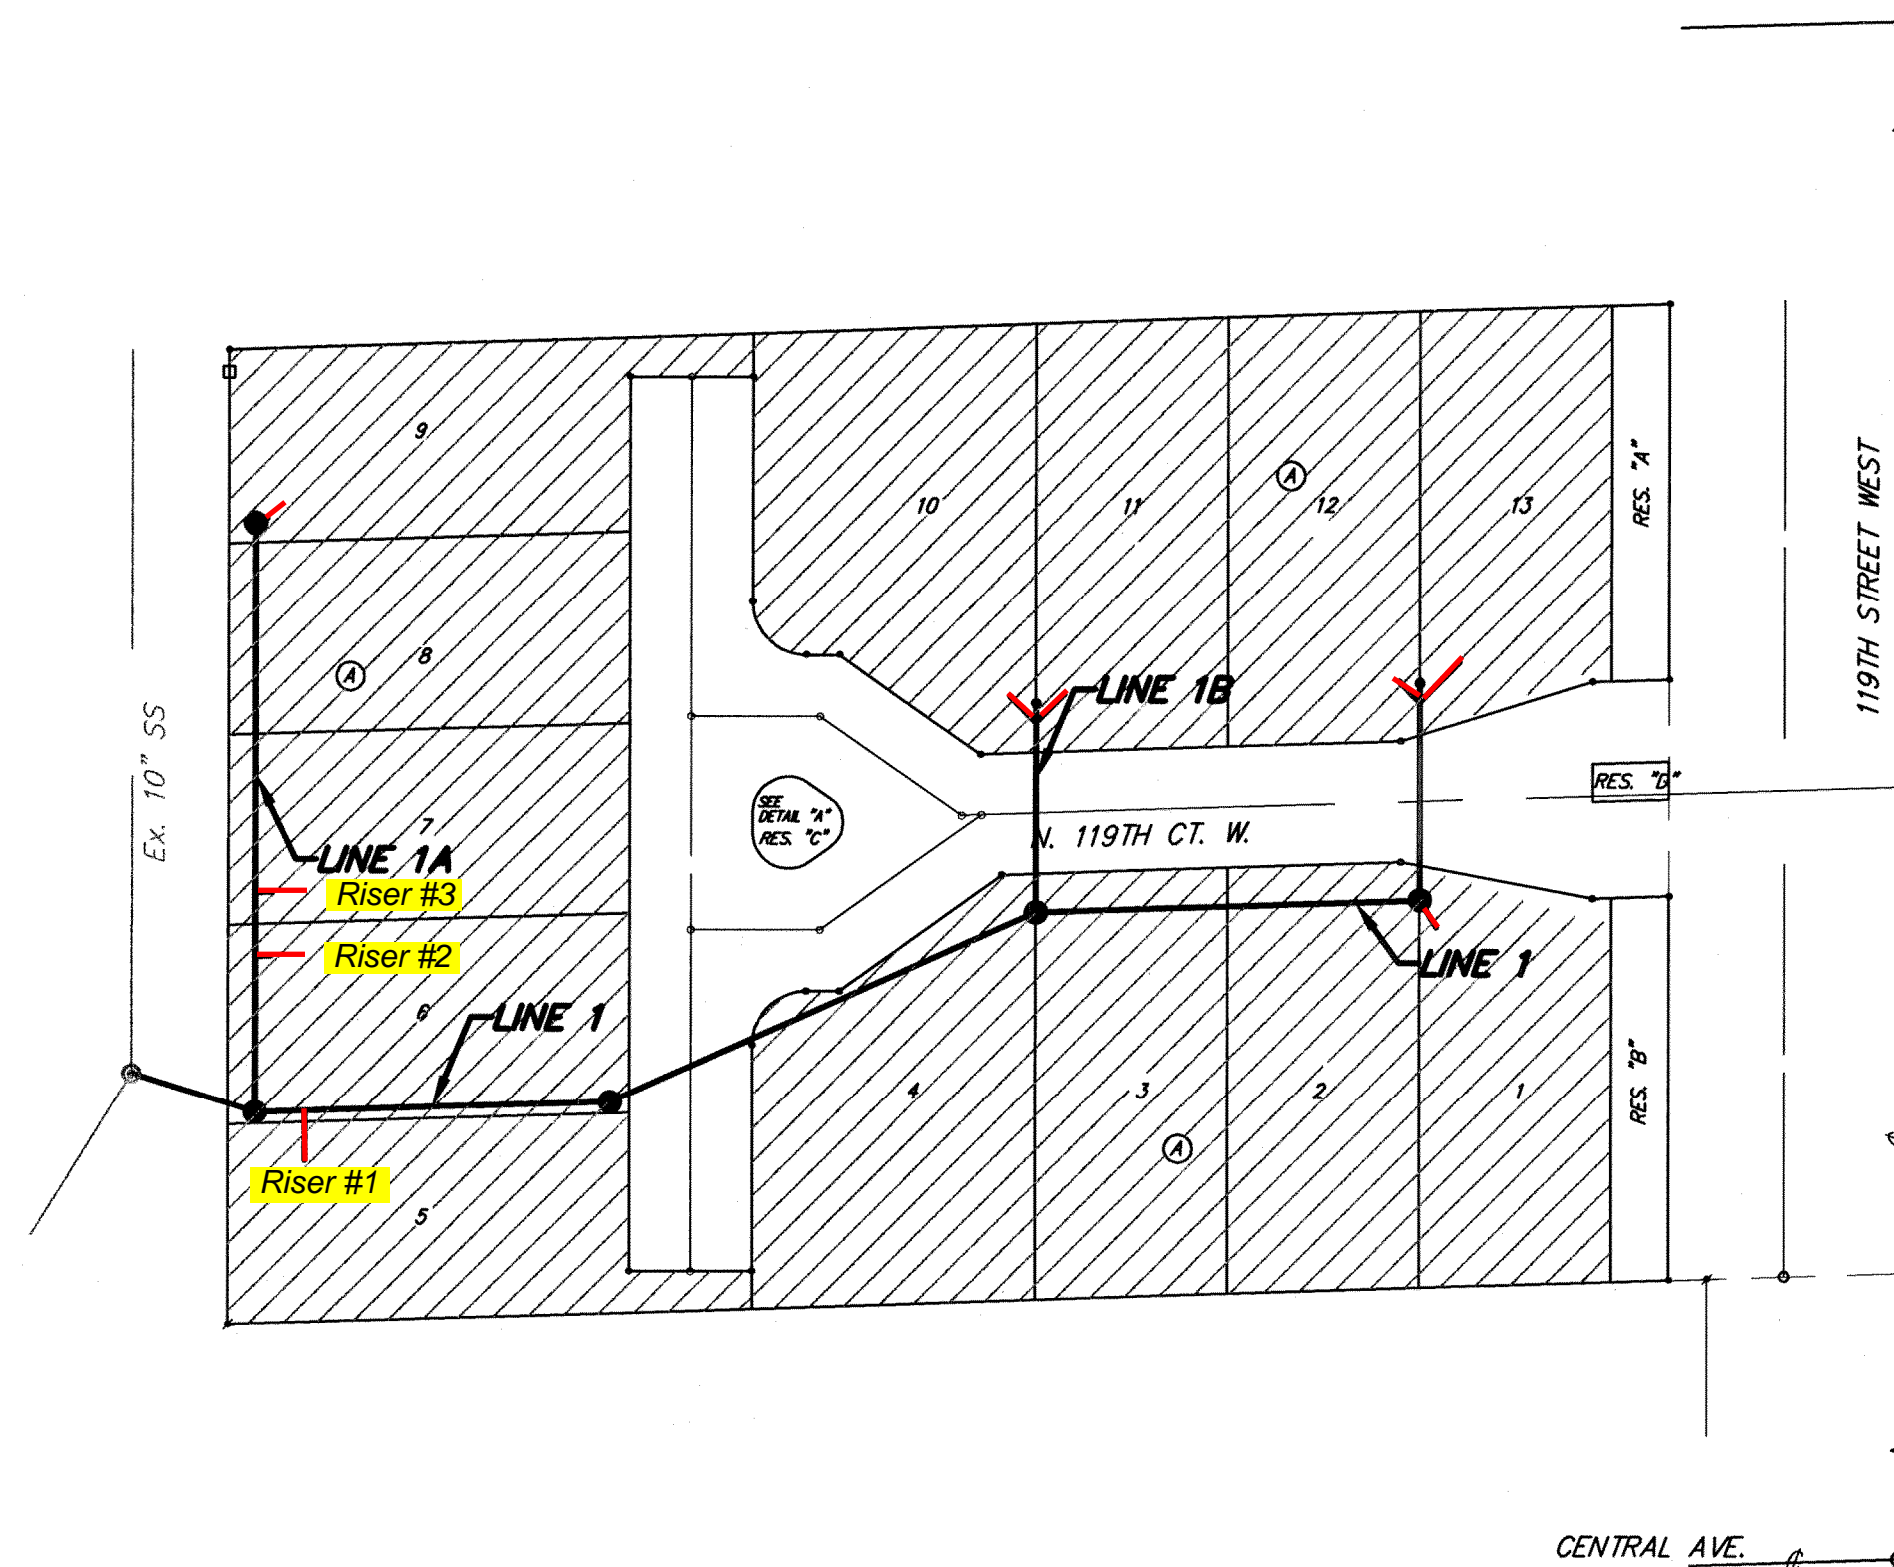 9
10
11
A
12
13
RES. "A"
119TH STREET WEST
8
A
LINE 1B
Ex. 10" SS
7
LINE 1A
Riser #3
SEE
DETAIL "A"
RES. "C"
N. 119TH CT. W.
Riser #2
6
LINE 1
LINE 1
4
3
2
1
A
RES. "B"
Riser #1
5
CENTRAL AVE.